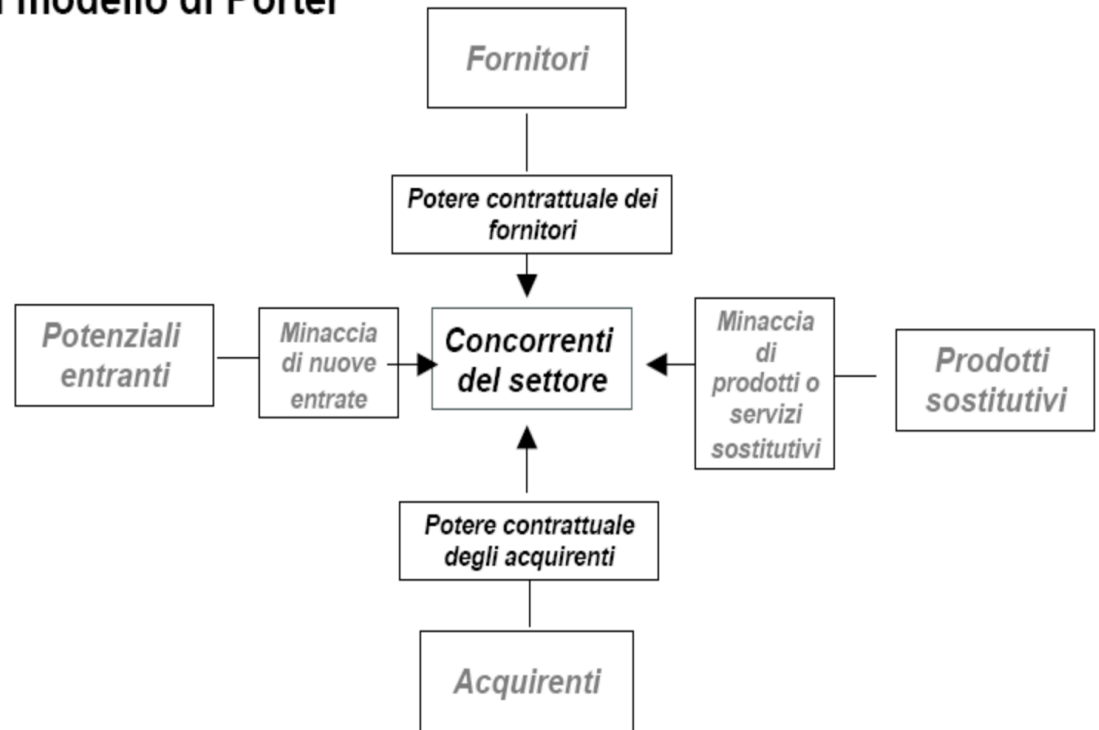 modello di Porter
Fornitori
Potere contrattuale dei
fornitori
Potenziali
entranti
Minaccia
di nuove
entrate
Concorrenti
del settore
Minaccia
di
prodotti o
servizi
sostitutivi
Prodotti
sostitutivi
Potere contrattuale
degli acquirenti
Acquirenti